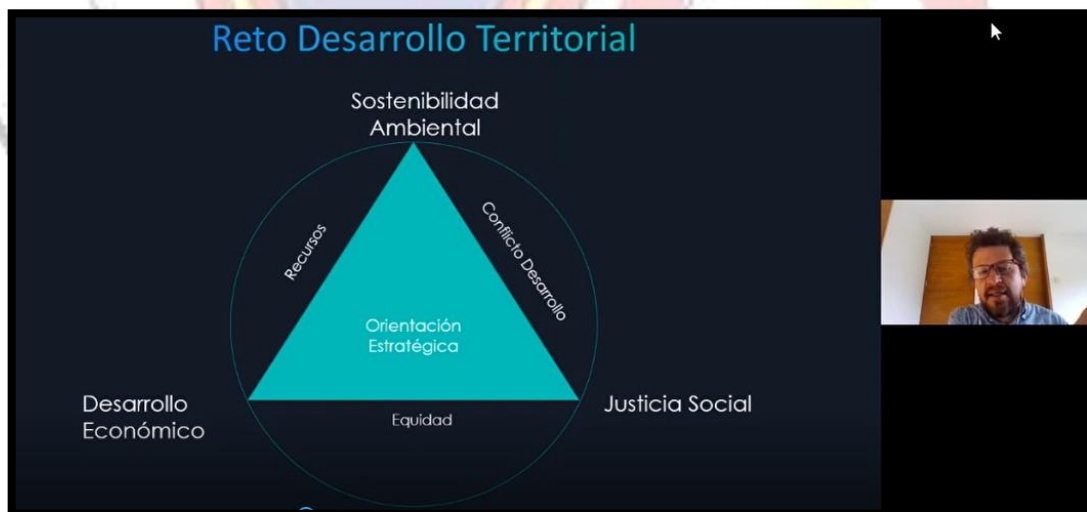 Reto Desarrollo Territorial
Sostenibilidad
Ambiental
Recursos
Conflicto Desarrollo
Orientación
Estratégica
Desarrollo
Económico
Equidad
Justicia Social